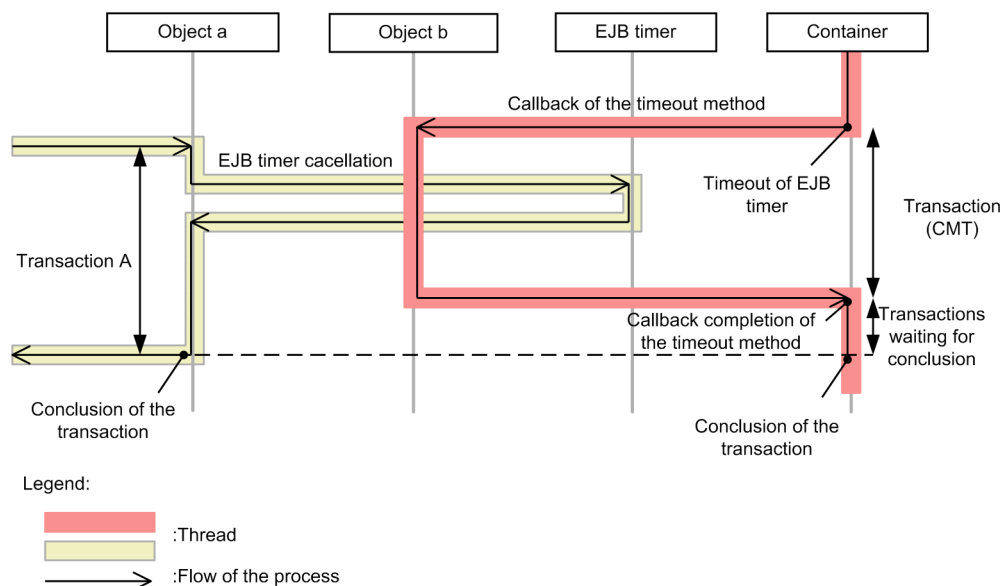 Object a
Object b
EJB timer
Container
Callback of the timeout method
EJB timer cacellation
Timeout of EJB
timer
Transaction
(CMT)
Transaction A
Callback completion of
the timeout method
Transactions
waiting for
conclusion
Conclusion of the
transaction
Conclusion of the
transaction
Legend:
:Thread
:Flow of the process